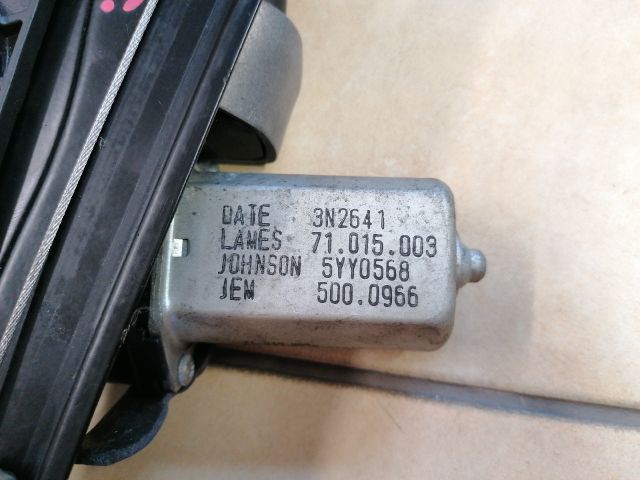 DATE 3N2641
LAMES 71.015.003
JOHNSON 5YY0568
JEM 500.0966